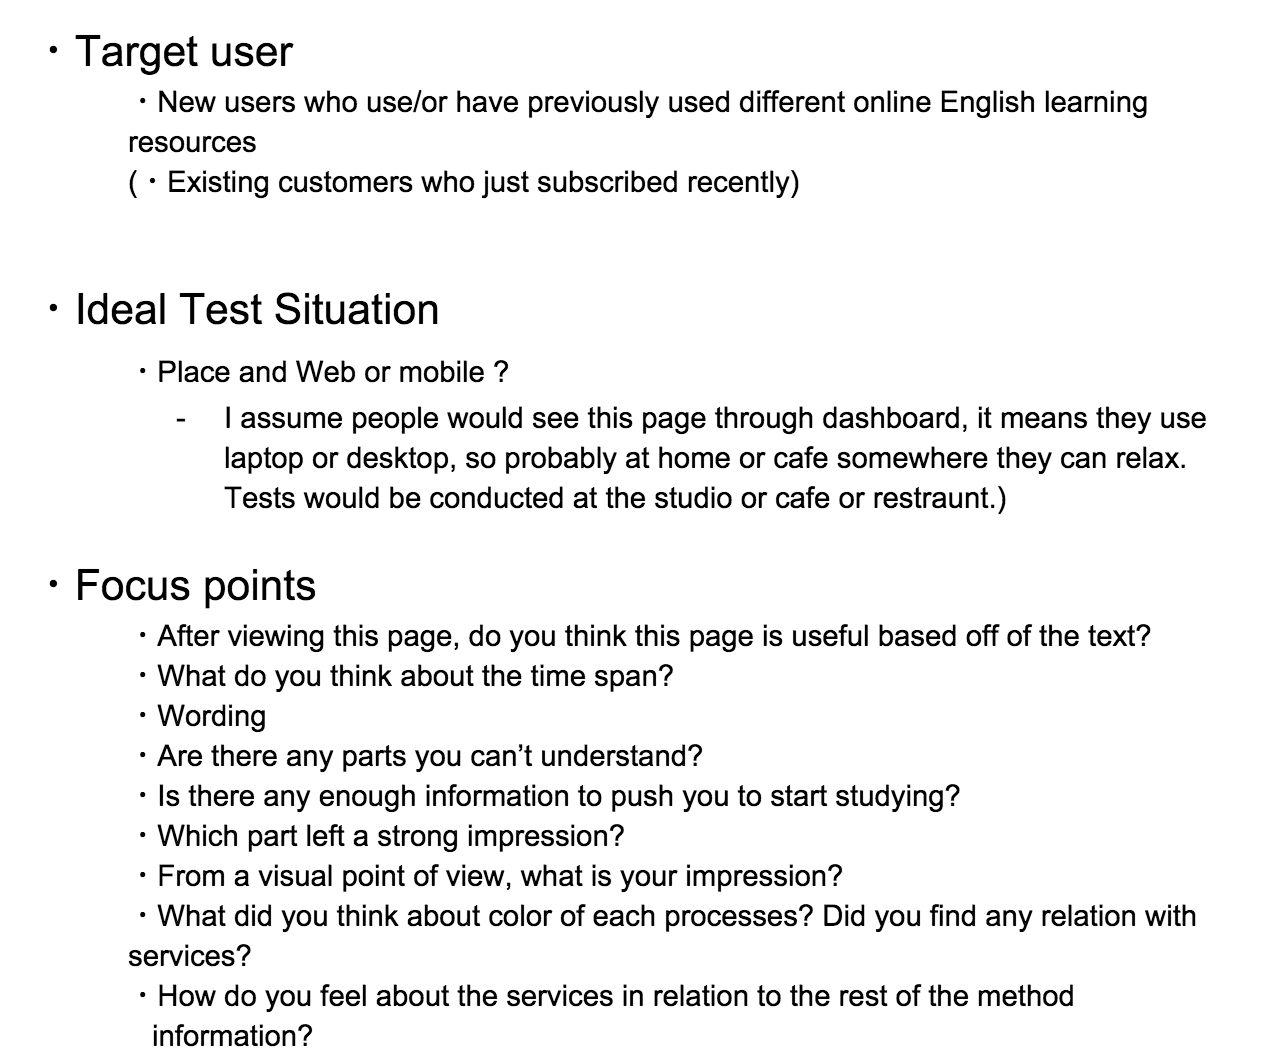 ・Target user
・New users who use/or have previously used different online English learning
resources
(・Existing customers who just subscribed recently)
・Ideal Test Situation
・Place and Web or mobile ?
- I assume people would see this page through dashboard, it means they use
laptop or desktop, so probably at home or cafe somewhere they can relax.
Tests would be conducted at the studio or cafe or restraunt.)
・Focus points
・After viewing this page, do you think this page is useful based off of the text?
・What do you think about the time span?
・Wording
・Are there any parts you can’t understand?
・Is there any enough information to push you to start studying?
・Which part left a strong impression?
・From a visual point of view, what is your impression?
・What did you think about color of each processes? Did you find any relation with
services?
・How do you feel about the services in relation to the rest of the method
information?